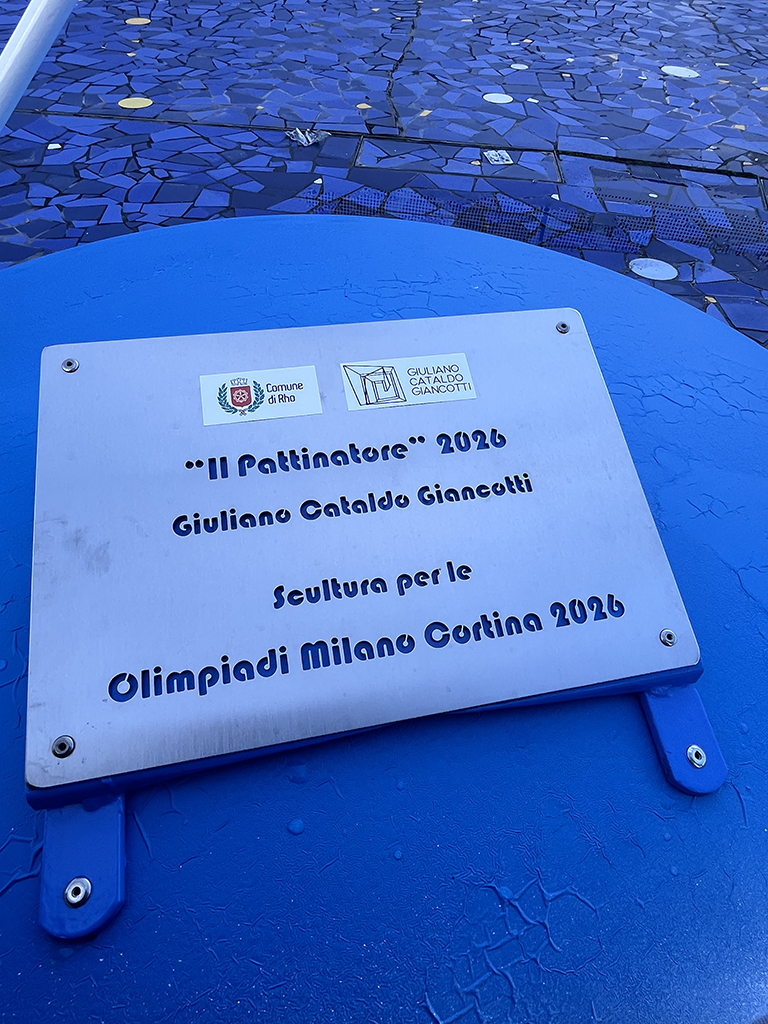 Comune
di Rho
GIULIANO
CATALDO
GIANCOTTI
“Il Pattinatore” 2026
Giuliano Cataldo Giancotti
Scultura per le
Olimpiadi Milano Cortina 2026